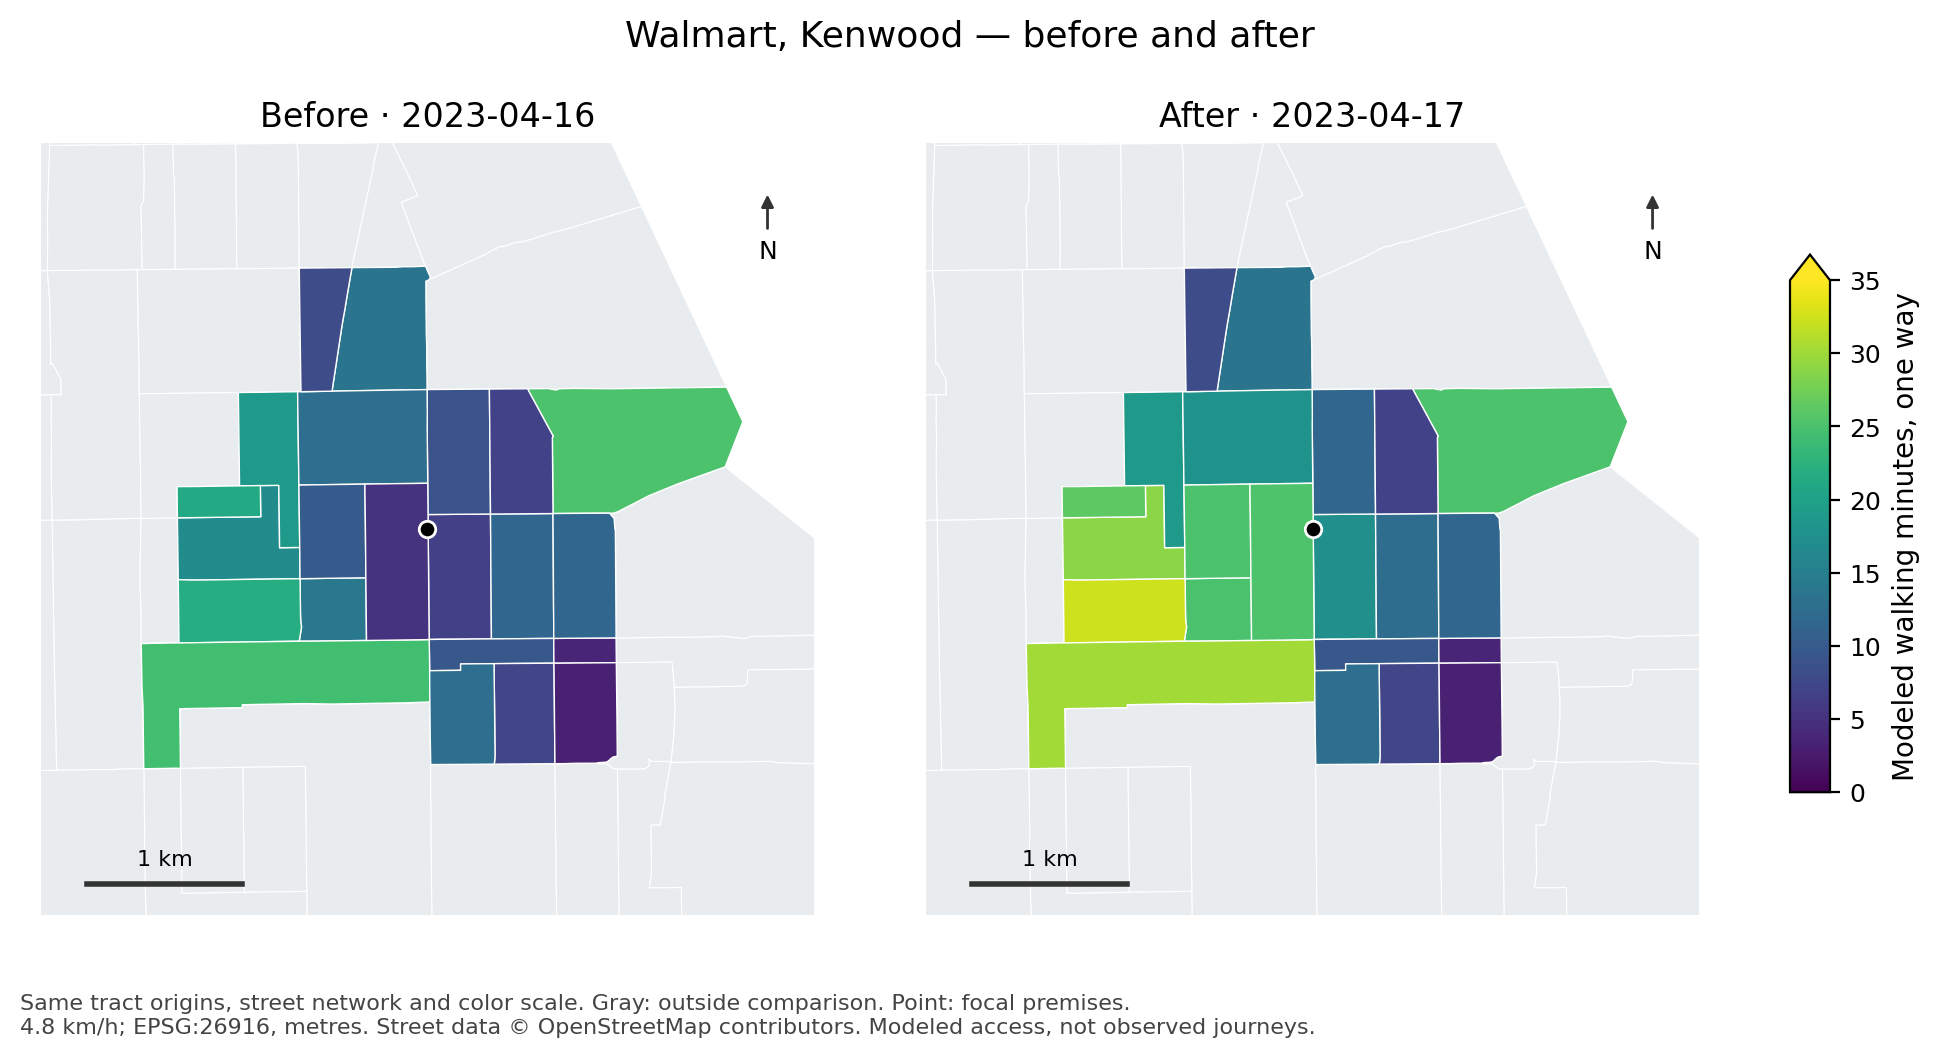 Walmart, Kenwood — before and after
Before · 2023-04-16
After · 2023-04-17
N
N
1 km
1 km
35
30
25
20
15
10
5
0
Modeled walking minutes, one way
Same tract origins, street network and color scale. Gray: outside comparison. Point: focal premises.
4.8 km/h; EPSG:26916, metres. Street data © OpenStreetMap contributors. Modeled access, not observed journeys.